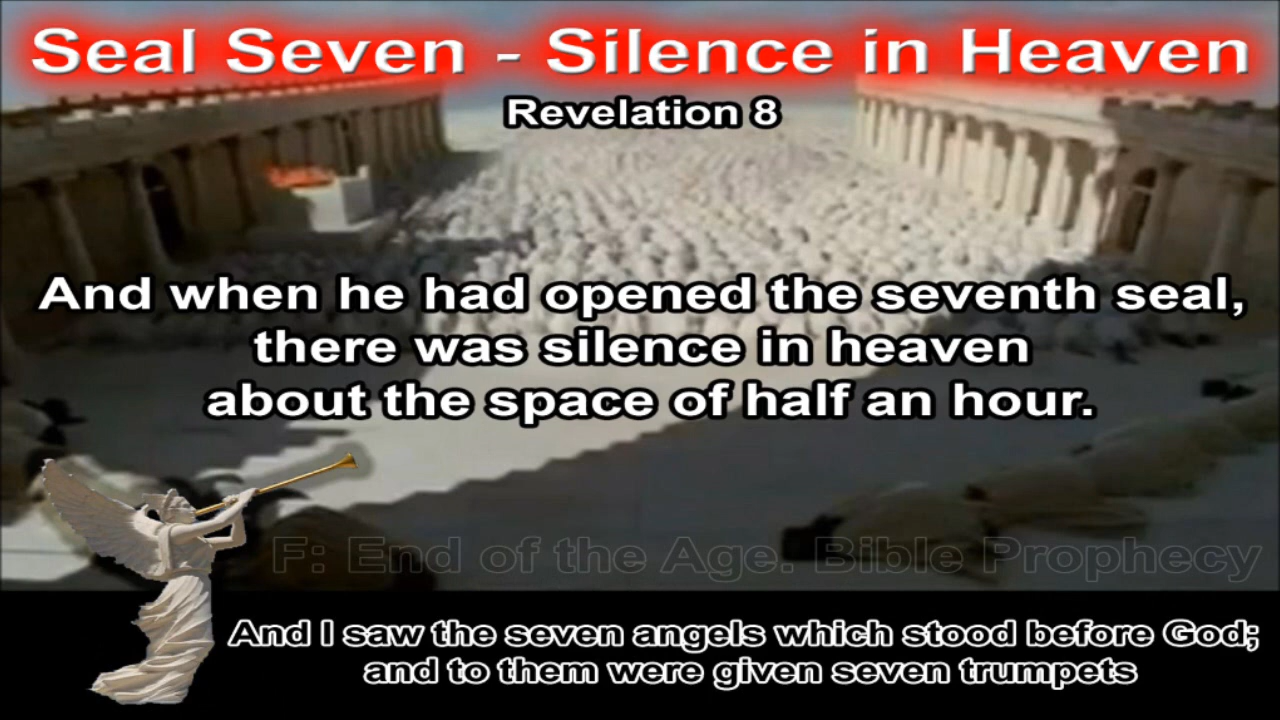 Seal Seven - Silence in Heaven
Revelation 8
And when he had opened the seventh seal,
there was silence in heaven
about the space of half an hour.
F: End of the Age. Bible Prophecy
And I saw the seven angels which stood before God;
and to them were given seven trumpets